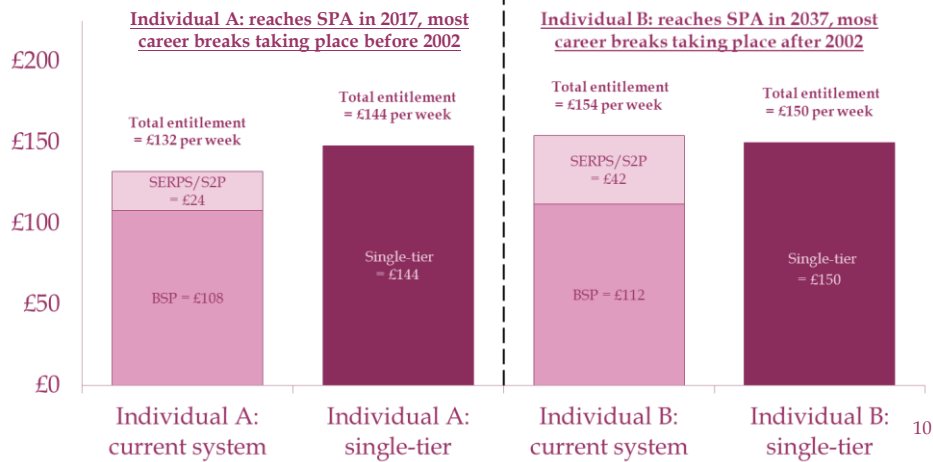 Individual A: reaches SPA in 2017, most
career breaks taking place before 2002
Individual B: reaches SPA in 2037, most
career breaks taking place after 2002
£200
£150
£100
£50
£0
Total entitlement
= £132 per week
SERPS/S2P
= £24
BSP = £108
Total entitlement
= £144 per week
Single-tier
= £144
Total entitlement
= £154 per week
SERPS/S2P
= £42
BSP = £112
Total entitlement
= £150 per week
Single-tier
= £150
Individual A:
current system
Individual A:
single-tier
Individual B:
current system
Individual B:
single-tier
10